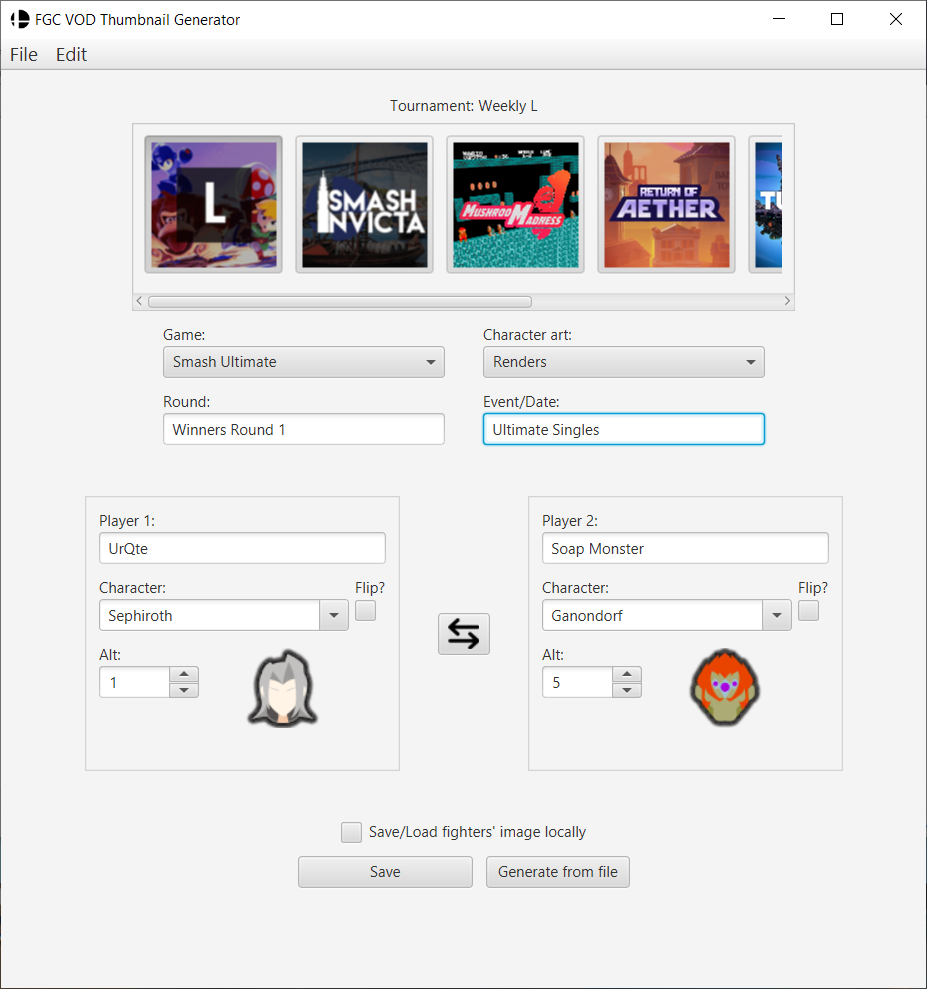 FGC VOD Thumbnail Generator
File Edit
Tournament: Weekly L
L
SMASH
INVICTA
MUSHROOM MADNESS
RETURN OF
AETHER
Game:
Character art:
Smash Ultimate
Renders
Round:
Event/Date:
Winners Round 1
Ultimate Singles
Player 1:
UrQte
Character:
Flip?
Sephiroth
Alt:
1
Player 2:
Soap Monster
Character:
Flip?
Ganondorf
Alt:
5
Save/Load fighters' image locally
Save
Generate from file